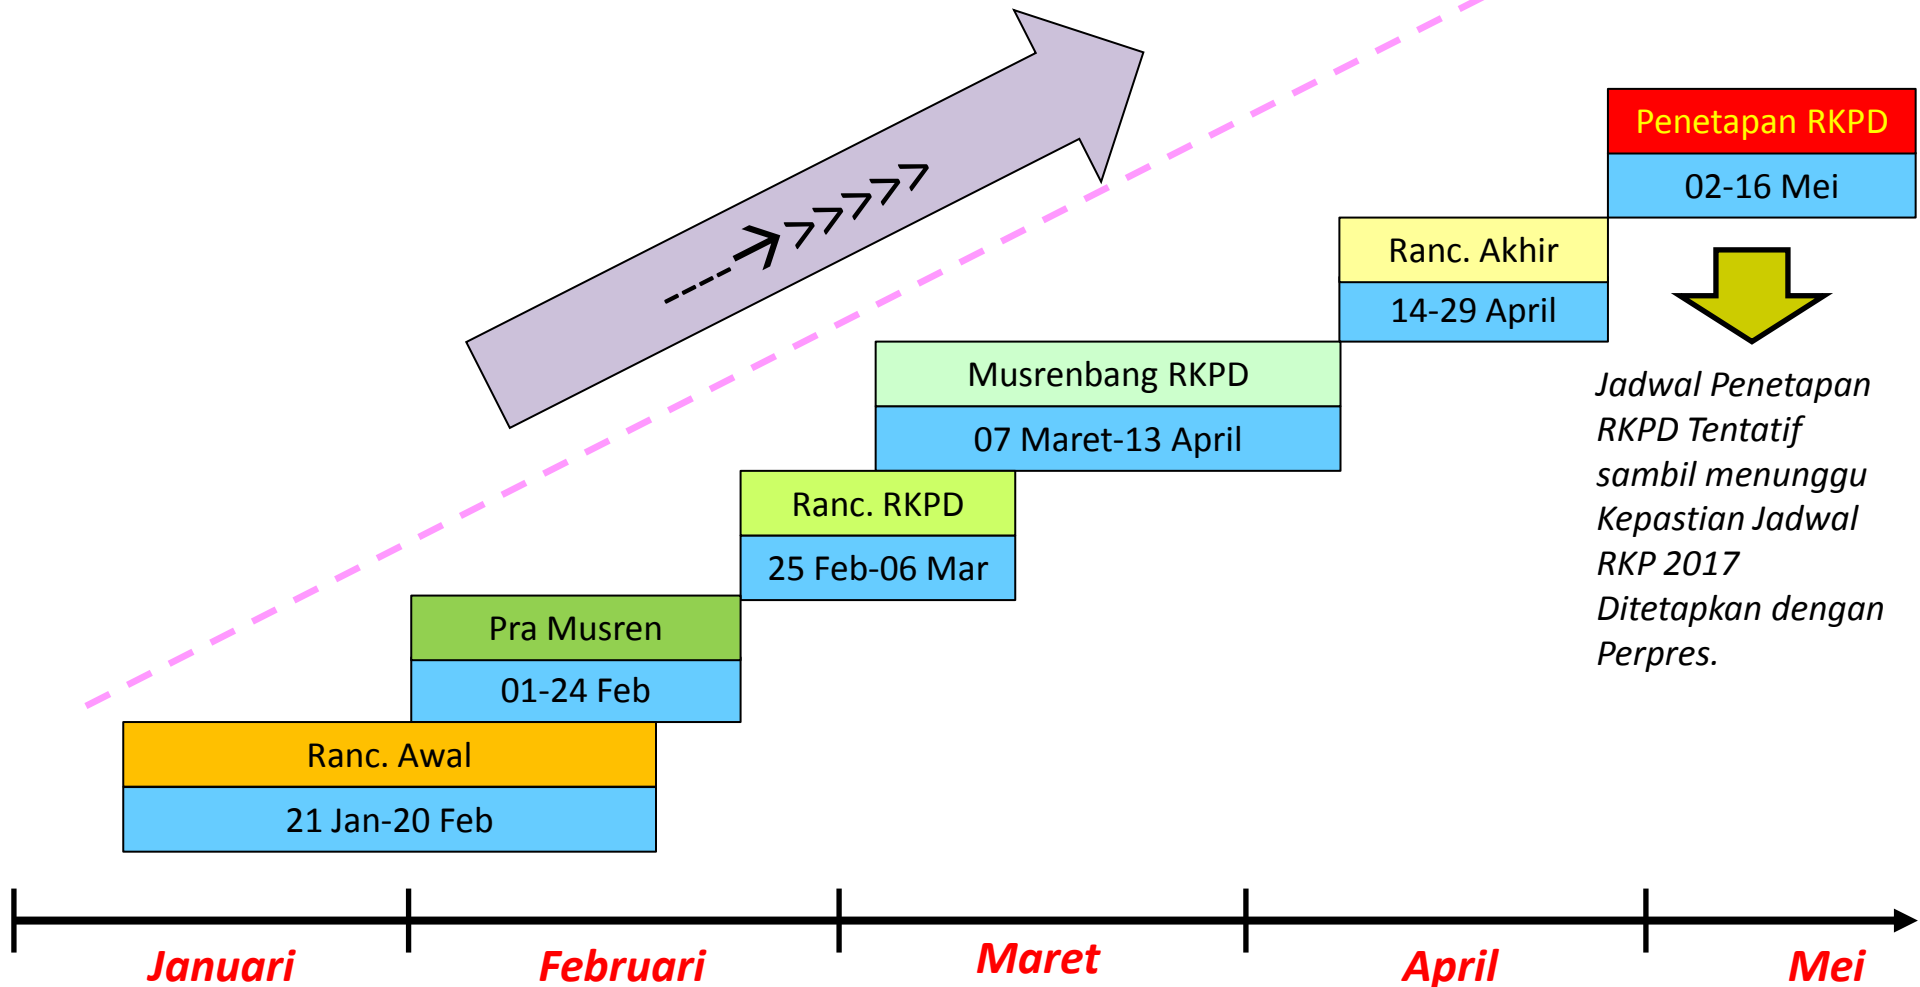 Penetapan RKPD
02-16 Mei
Ranc. Akhir
14-29 April
Musrenbang RKPD
07 Maret-13 April
Ranc. RKPD
25 Feb-06 Mar
Pra Musren
01-24 Feb
Ranc. Awal
21 Jan-20 Feb
Jadwal Penetapan
RKPD Tentatif
sambil menunggu
Kepastian Jadwal
RKP 2017
Ditetapkan dengan
Perpres.
Januari
Februari
Maret
April
Mei